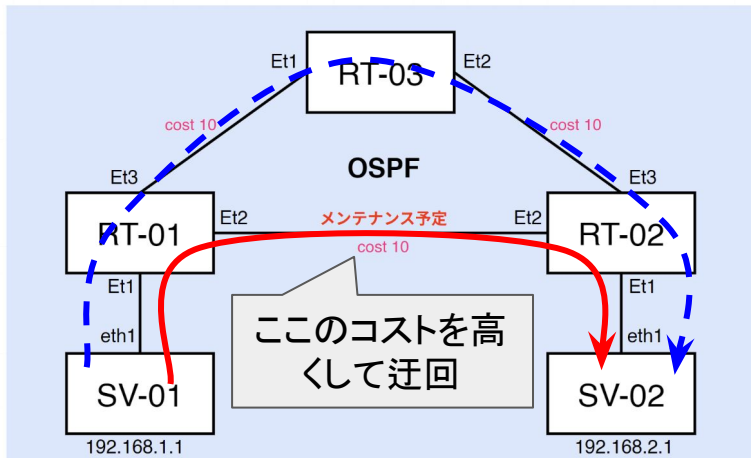 Et1
RT-03
Et2
cost 10
cost 10
OSPF
Et3
Et3
RT-01
Et2
メンテナンス予定
Et2
RT-02
cost 10
Et1
Et1
ここのコストを高
くして迂回
eth1
eth1
SV-01
SV-02
192.168.1.1
192.168.2.1